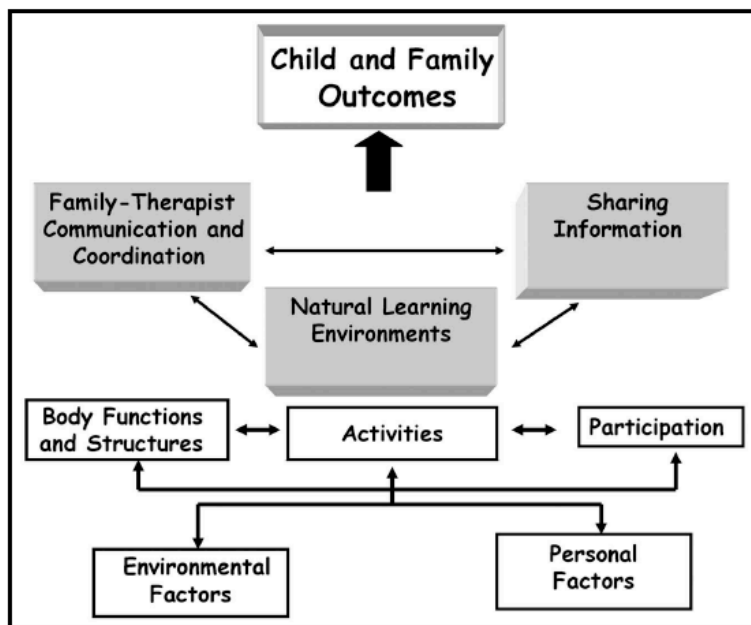 Child and Family
Outcomes
Family-Therapist
Communication and
Coordination
Sharing
Information
Natural Learning
Environments
Body Functions
and Structures
Activities
Participation
Environmental
Factors
Personal
Factors